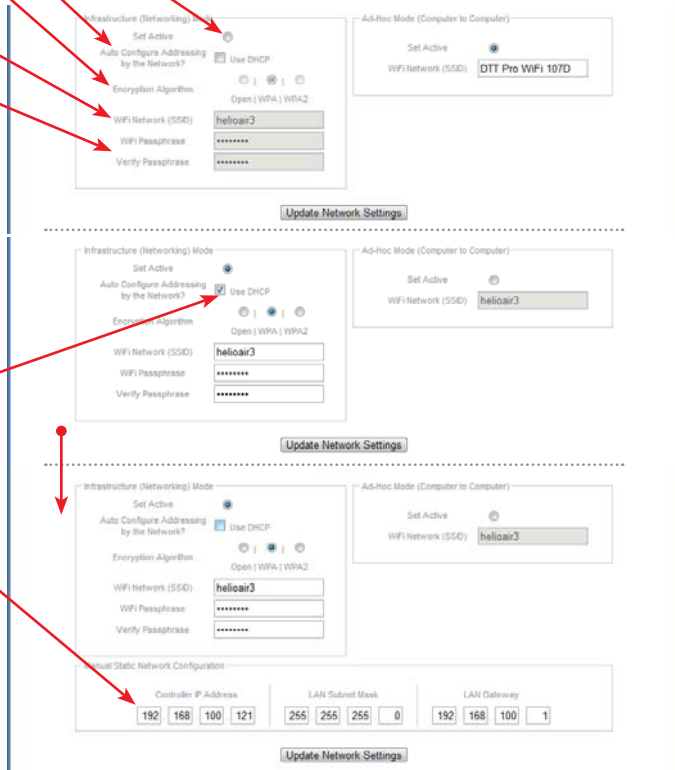 Infrastructure (Networking) Mode
Set Active
Auto Configure Addressing
by the Network?
Use DHCP
Encryption Algorithm
Open | WPA | WPA2
WiFi Network (SSID)
helioair3
WiFi Passphrase
••••••••
Verify Passphrase
••••••••
Ad-Hoc Mode (Computer to Computer)
Set Active
WiFi Network (SSID)
DTT Pro WiFi 107D
Update Network Settings
Infrastructure (Networking) Mode
Set Active
Auto Configure Addressing
by the Network?
Use DHCP
Encryption Algorithm
Open | WPA | WPA2
WiFi Network (SSID)
helioair3
WiFi Passphrase
••••••••
Verify Passphrase
••••••••
Ad-Hoc Mode (Computer to Computer)
Set Active
WiFi Network (SSID)
helioair3
Update Network Settings
Infrastructure (Networking) Mode
Set Active
Auto Configure Addressing
by the Network?
Use DHCP
Encryption Algorithm
Open | WPA | WPA2
WiFi Network (SSID)
helioair3
WiFi Passphrase
••••••••
Verify Passphrase
••••••••
Ad-Hoc Mode (Computer to Computer)
Set Active
WiFi Network (SSID)
helioair3
Manual Static Network Configuration
Controller IP Address
192 . 168 . 100 . 121
LAN Subnet Mask
255 255 255 0
LAN Gateway
192 168 100 1
Update Network Settings